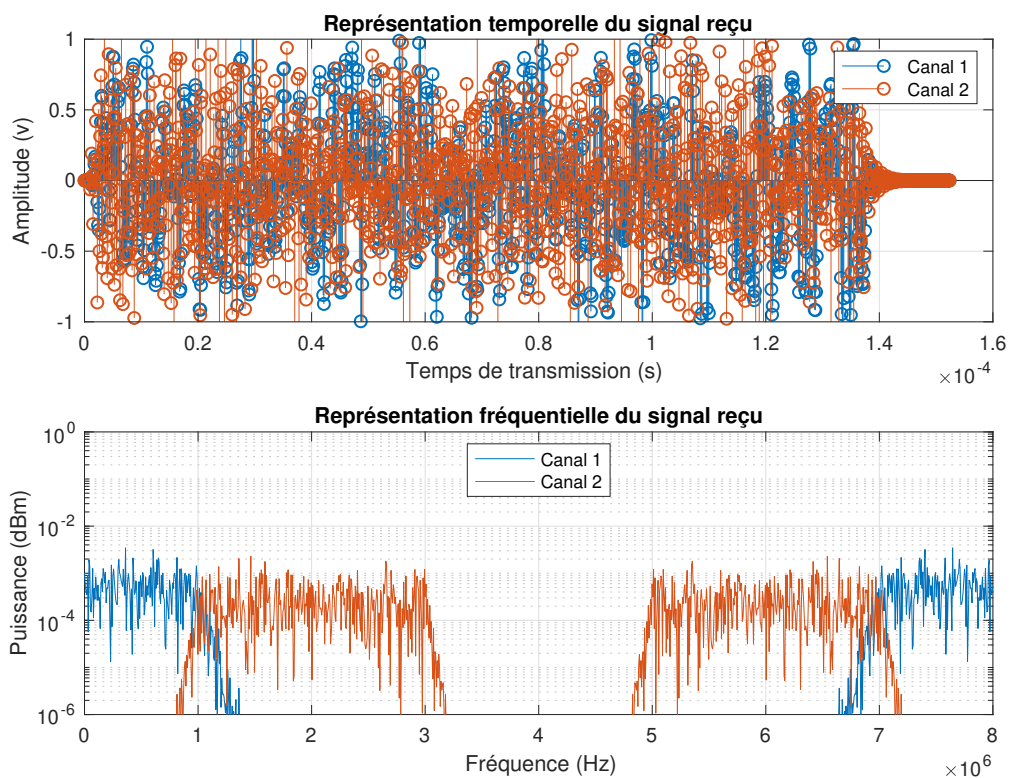 Représentation temporelle du signal reçu
1
0.5
0
-0.5
-1
Amplitude (v)
Canal 1
Canal 2
0 0.2 0.4 0.6 0.8 1 1.2 1.4 1.6
Temps de transmission (s)
×10-4
Représentation fréquentielle du signal reçu
10^0
10^-2
10^-4
10^-6
Puissance (dBm)
Canal 1
Canal 2
0 1 2 3 4 5 6 7 8
Fréquence (Hz)
×10^6